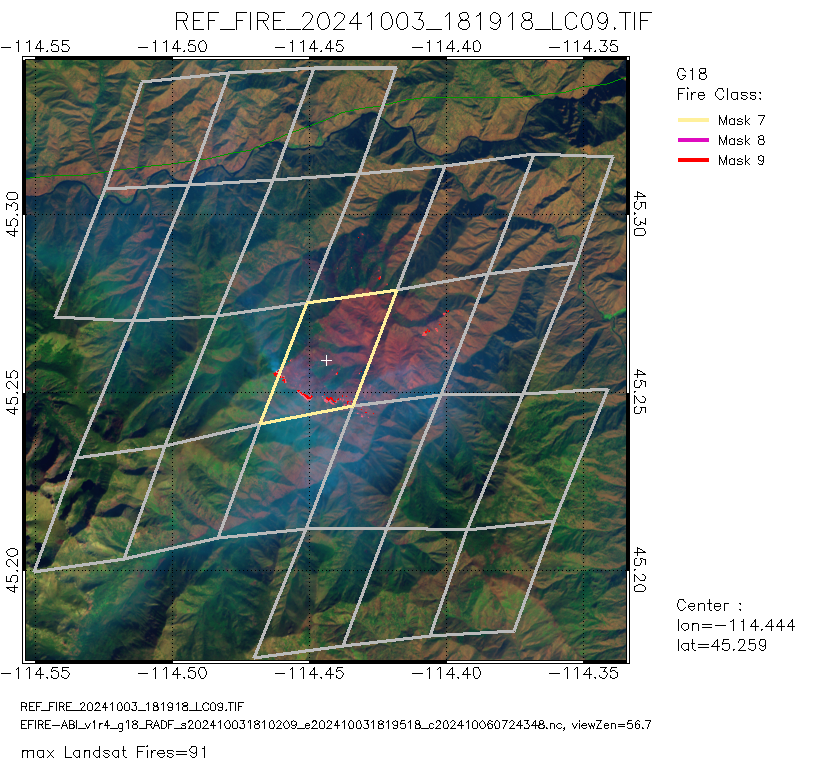 REF_FIRE_20241003_181918_LC09.TIF
-114.55 -114.50 -114.45 -114.40 -114.35
G18
Fire Class:
Mask 7
Mask 8
Mask 9
45.30 45.30
45.25 45.25
45.20 45.20
Center :
lon=-114.444
lat=45.259
-114.55 -114.50 -114.45 -114.40 -114.35
REF_FIRE_20241003_181918_LC09.TIF
EFIRE-ABI_v1r4_g18_RADF_s202410031810209_e202410031819518_c202410060724348.nc, viewZen=56.7
max Landsat Fires=91